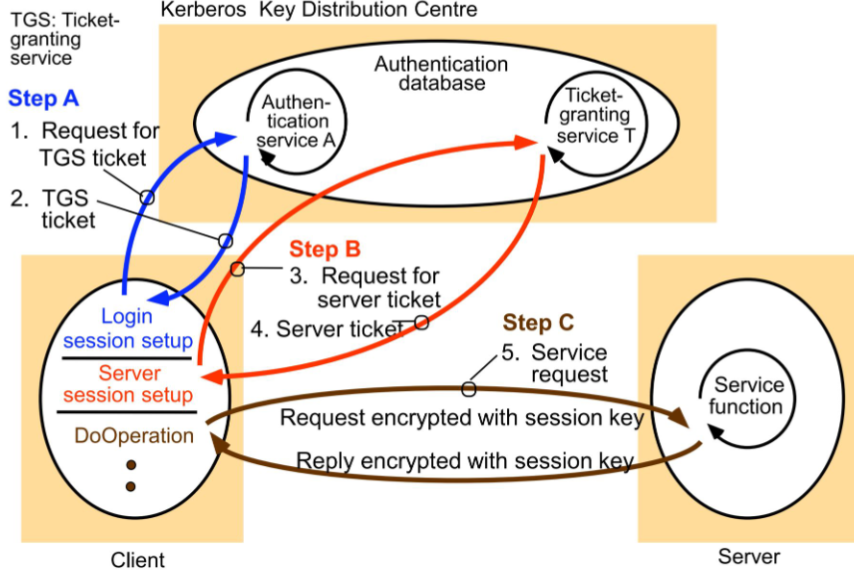 Kerberos Key Distribution Centre
TGS: Ticket-
granting
service
Authentication
database
Authen-
tication
service A
Ticket-
granting
service T
Step A
1. Request for
TGS ticket
2. TGS
ticket
Step B
3. Request for
server ticket
4. Server ticket
Step C
5. Service
request
Login
session setup
Server
session setup
DoOperation
Request encrypted with session key
Reply encrypted with session key
Service
function
Client
Server